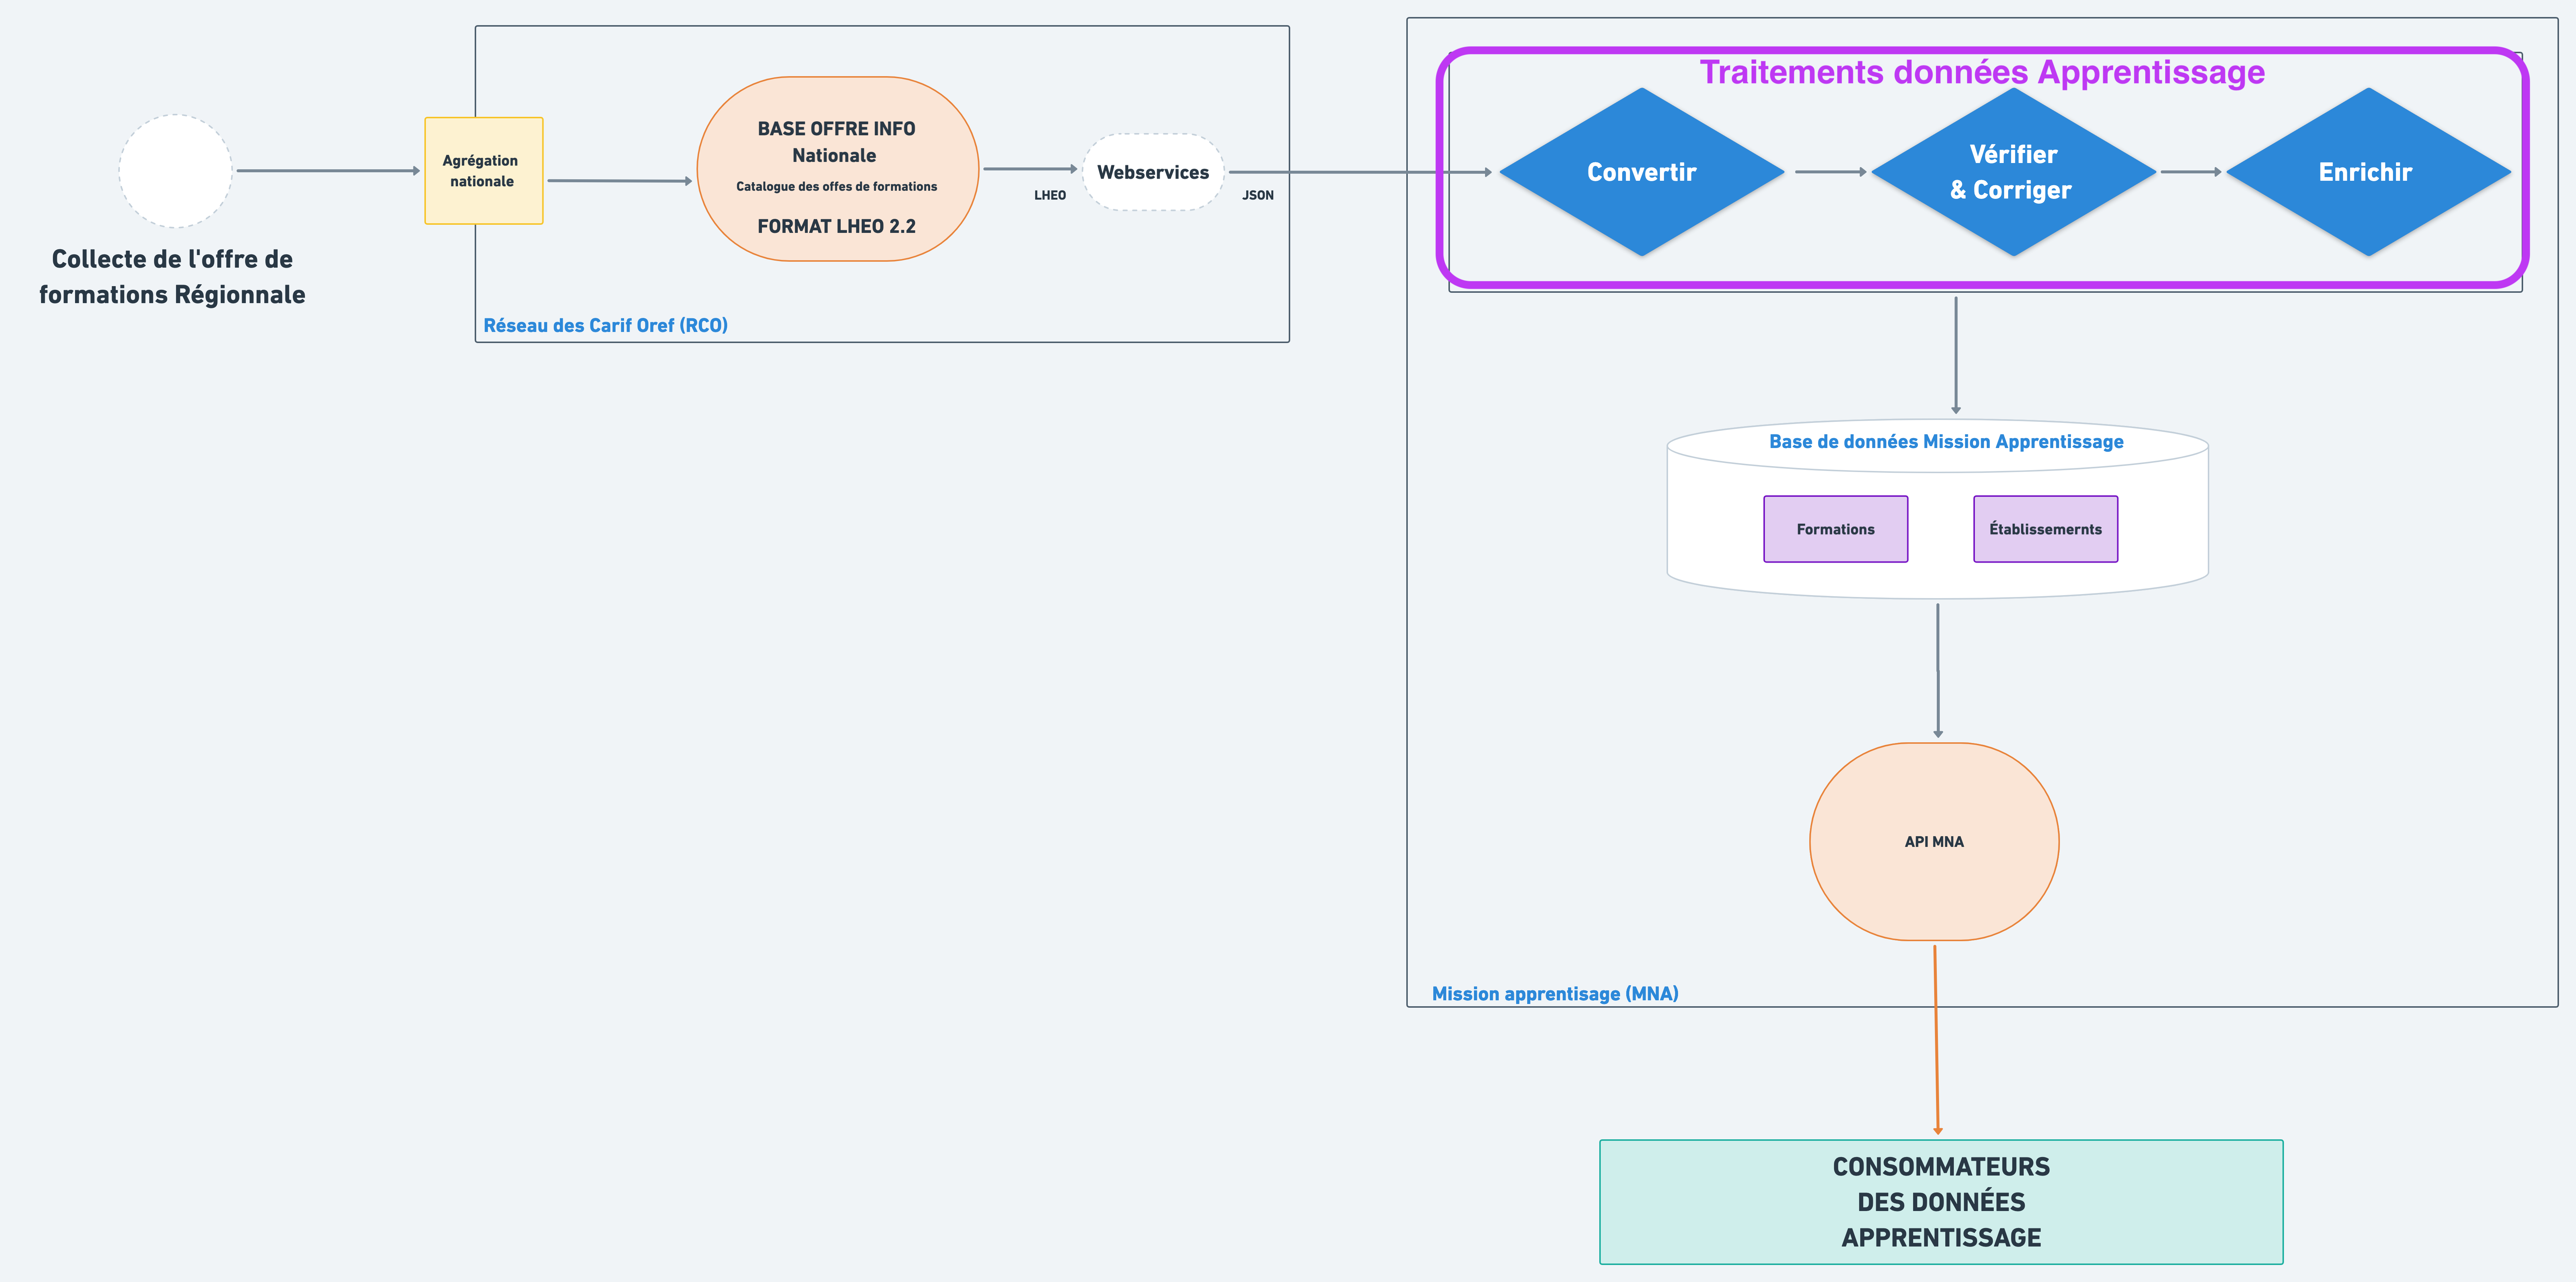 Collecte de l'offre de
formations Régionnale
Agrégation
nationale
BASE OFFRE INFO
Nationale
Catalogue des offes de formations
FORMAT LHEO 2.2
LHEO
Webservices
JSON
Réseau des Carif Oref (RCO)
Traitements données Apprentissage
Convertir
Vérifier
& Corriger
Enrichir
Base de données Mission Apprentissage
Formations
Établissemernts
API MNA
Mission apprentisage (MNA)
CONSOMMATEURS
DES DONNÉES
APPRENTISSAGE